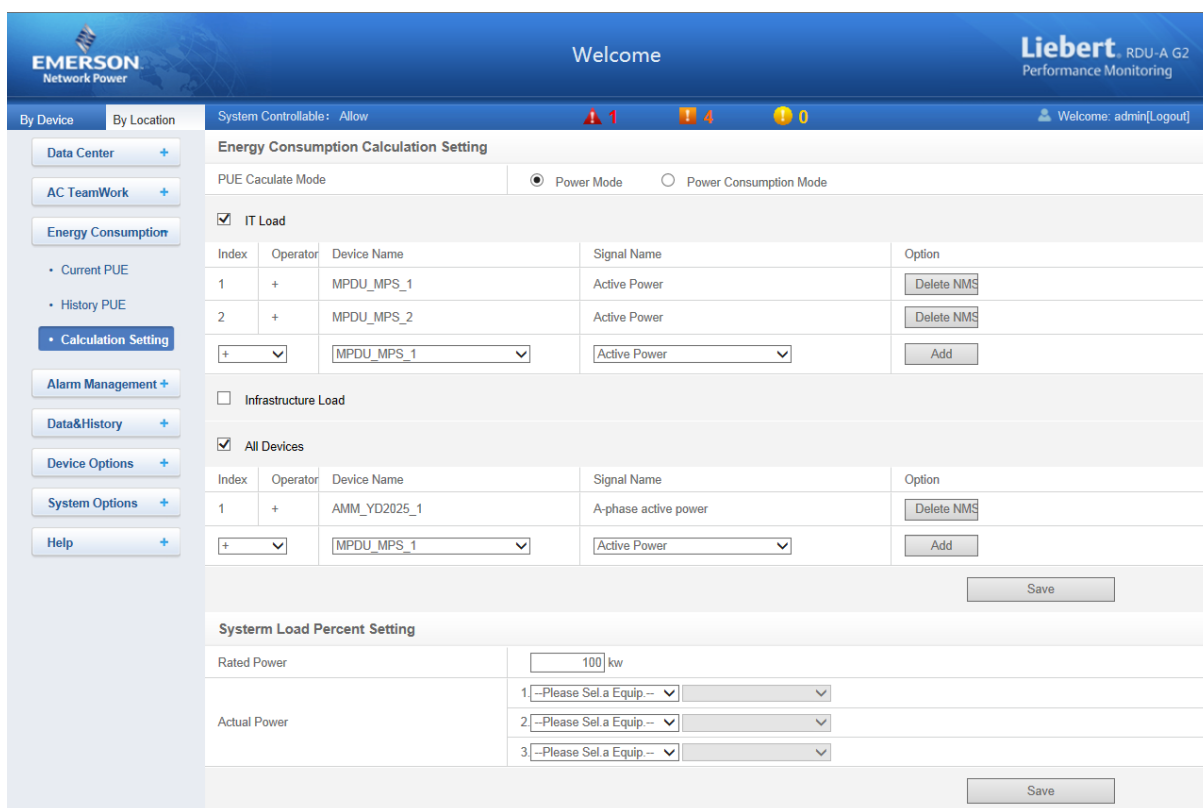 EMERSON
Network Power
Welcome
Liebert. RDU-A G2
Performance Monitoring
By Device By Location System Controllable: Allow 1 4 0 Welcome: admin[Logout]
Data Center +
AC TeamWork +
Energy Consumption
• Current PUE
• History PUE
• Calculation Setting
Alarm Management +
Data&History +
Device Options +
System Options +
Help +
Energy Consumption Calculation Setting
PUE Caculate Mode Power Mode Power Consumption Mode
IT Load
Index Operator Device Name Signal Name Option
1 + MPDU_MPS_1 Active Power Delete NMS
2 + MPDU_MPS_2 Active Power Delete NMS
+ MPDU_MPS_1 Active Power Add
Infrastructure Load
All Devices
Index Operator Device Name Signal Name Option
1 + AMM_YD2025_1 A-phase active power Delete NMS
+ MPDU_MPS_1 Active Power Add
Save
Systerm Load Percent Setting
Rated Power 100 kw
Actual Power
1. --Please Sel.a Equip.--
2. --Please Sel.a Equip.--
3. --Please Sel.a Equip.--
Save